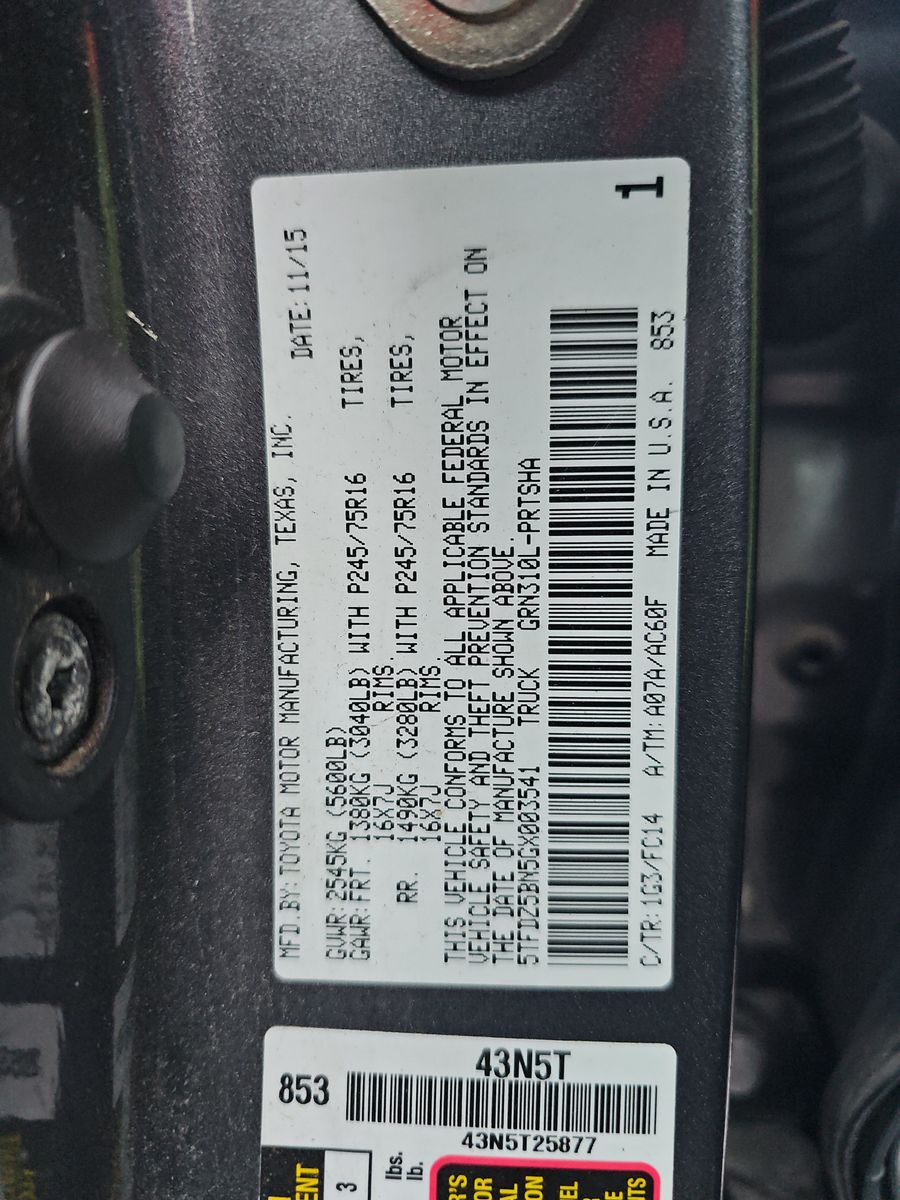 MFD.BY: TOYOTA MOTOR MANUFACTURING, TEXAS, INC.
DATE: 11/15
GVWR: 2545KG (5600LB)
GAWR: FRT. 1380KG (3040LB) WITH P245/75R16 TIRES,
16X7J RIMS.
RR. 1490KG (3280LB) WITH P245/75R16 TIRES,
16X7J RIMS.
THIS VEHICLE CONFORMS TO ALL APPLICABLE FEDERAL MOTOR
VEHICLE SAFETY AND THEFT PREVENTION STANDARDS IN EFFECT ON
THE DATE OF MANUFACTURE SHOWN ABOVE.
5TFDZ5BN5GX003541 TRUCK GRN310L-PRTSHA
C/TR: 1G3/FC14 A/TM: A07A/AC60F MADE IN U.S.A. 853
1
853
43N5T
43N5T25877
3
lbs.
lb.